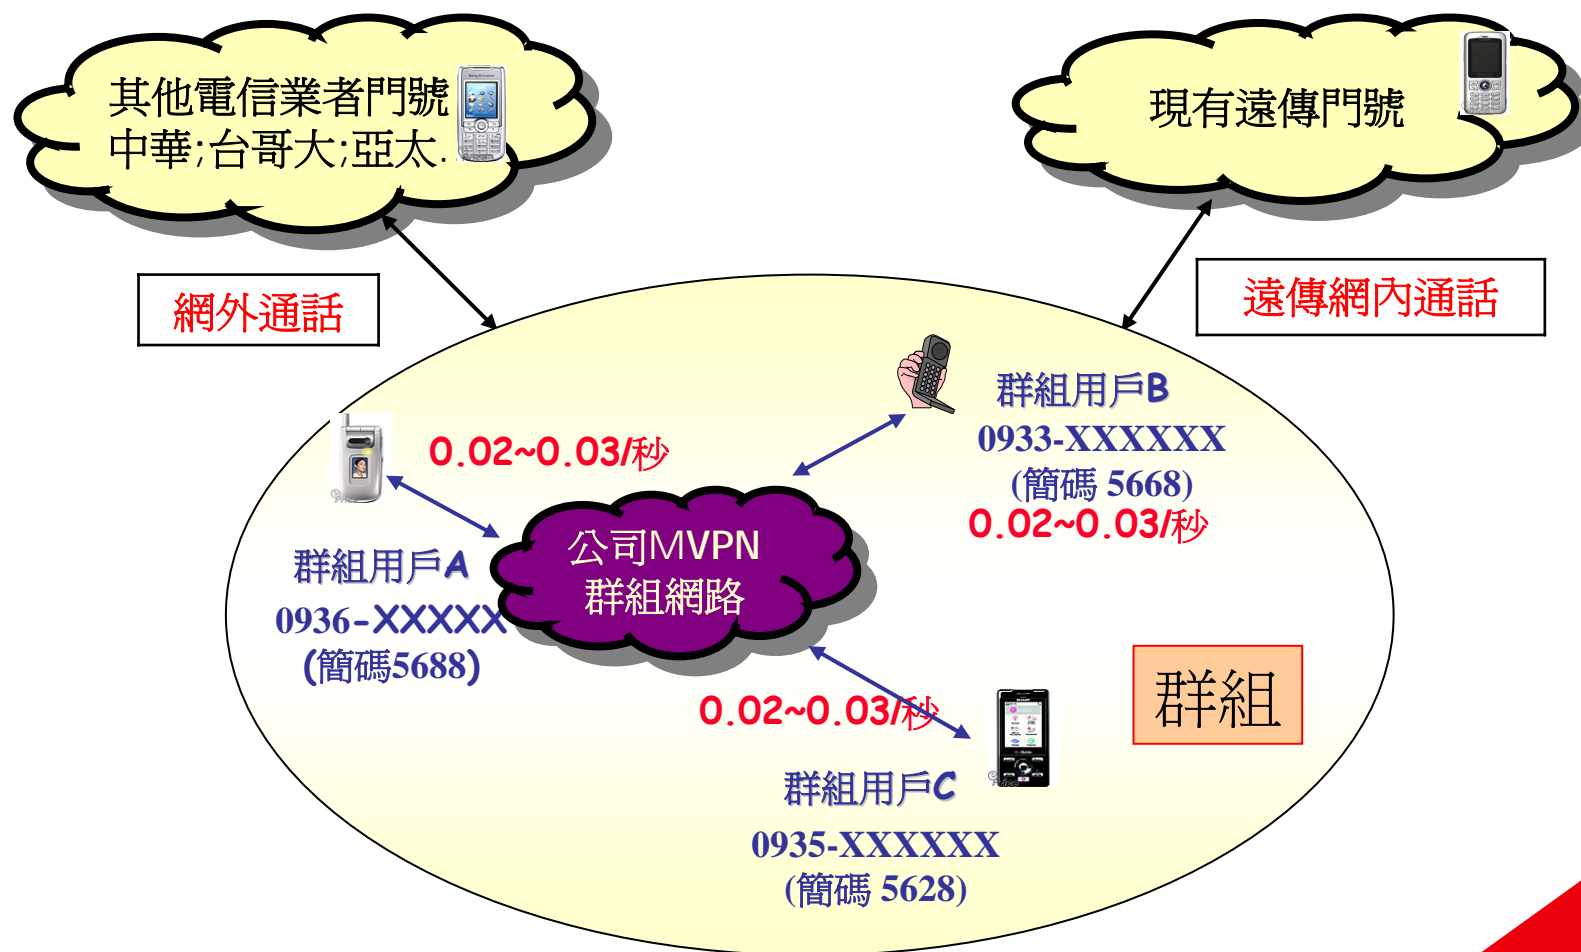 其他電信業者門號
中華;台哥大;亞太.
現有遠傳門號
網外通話
遠傳網內通話
群組用戶B
0933-XXXXXX
(簡碼 5668)
0.02~0.03/秒
0.02~0.03/秒
公司MVPN
群組網路
群組用戶A
0936-XXXXX
(簡碼5688)
0.02~0.03/秒
群組
群組用戶C
0935-XXXXXX
(簡碼 5628)